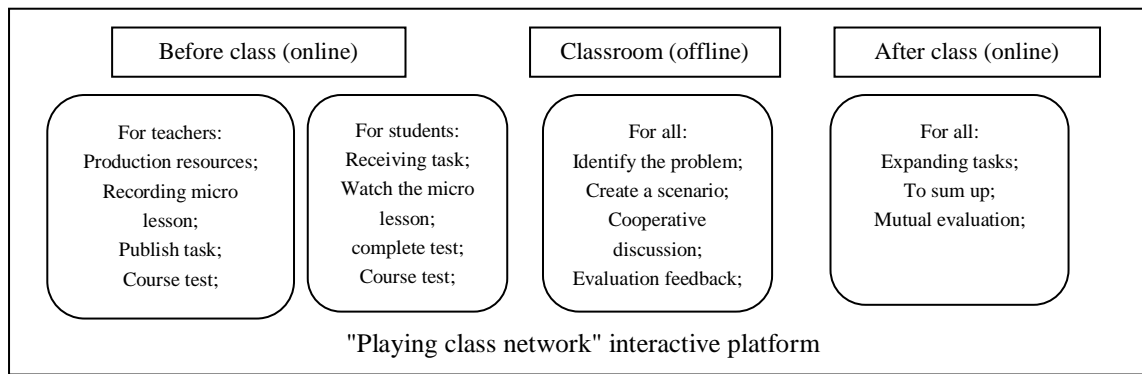 Before class (online)
Classroom (offline)
After class (online)
For teachers:
Production resources;
Recording micro
lesson;
Publish task;
Course test;
For students:
Receiving task;
Watch the micro
lesson;
complete test;
Course test;
For all:
Identify the problem;
Create a scenario;
Cooperative
discussion;
Evaluation feedback;
For all:
Expanding tasks;
To sum up;
Mutual evaluation;
"Playing class network" interactive platform